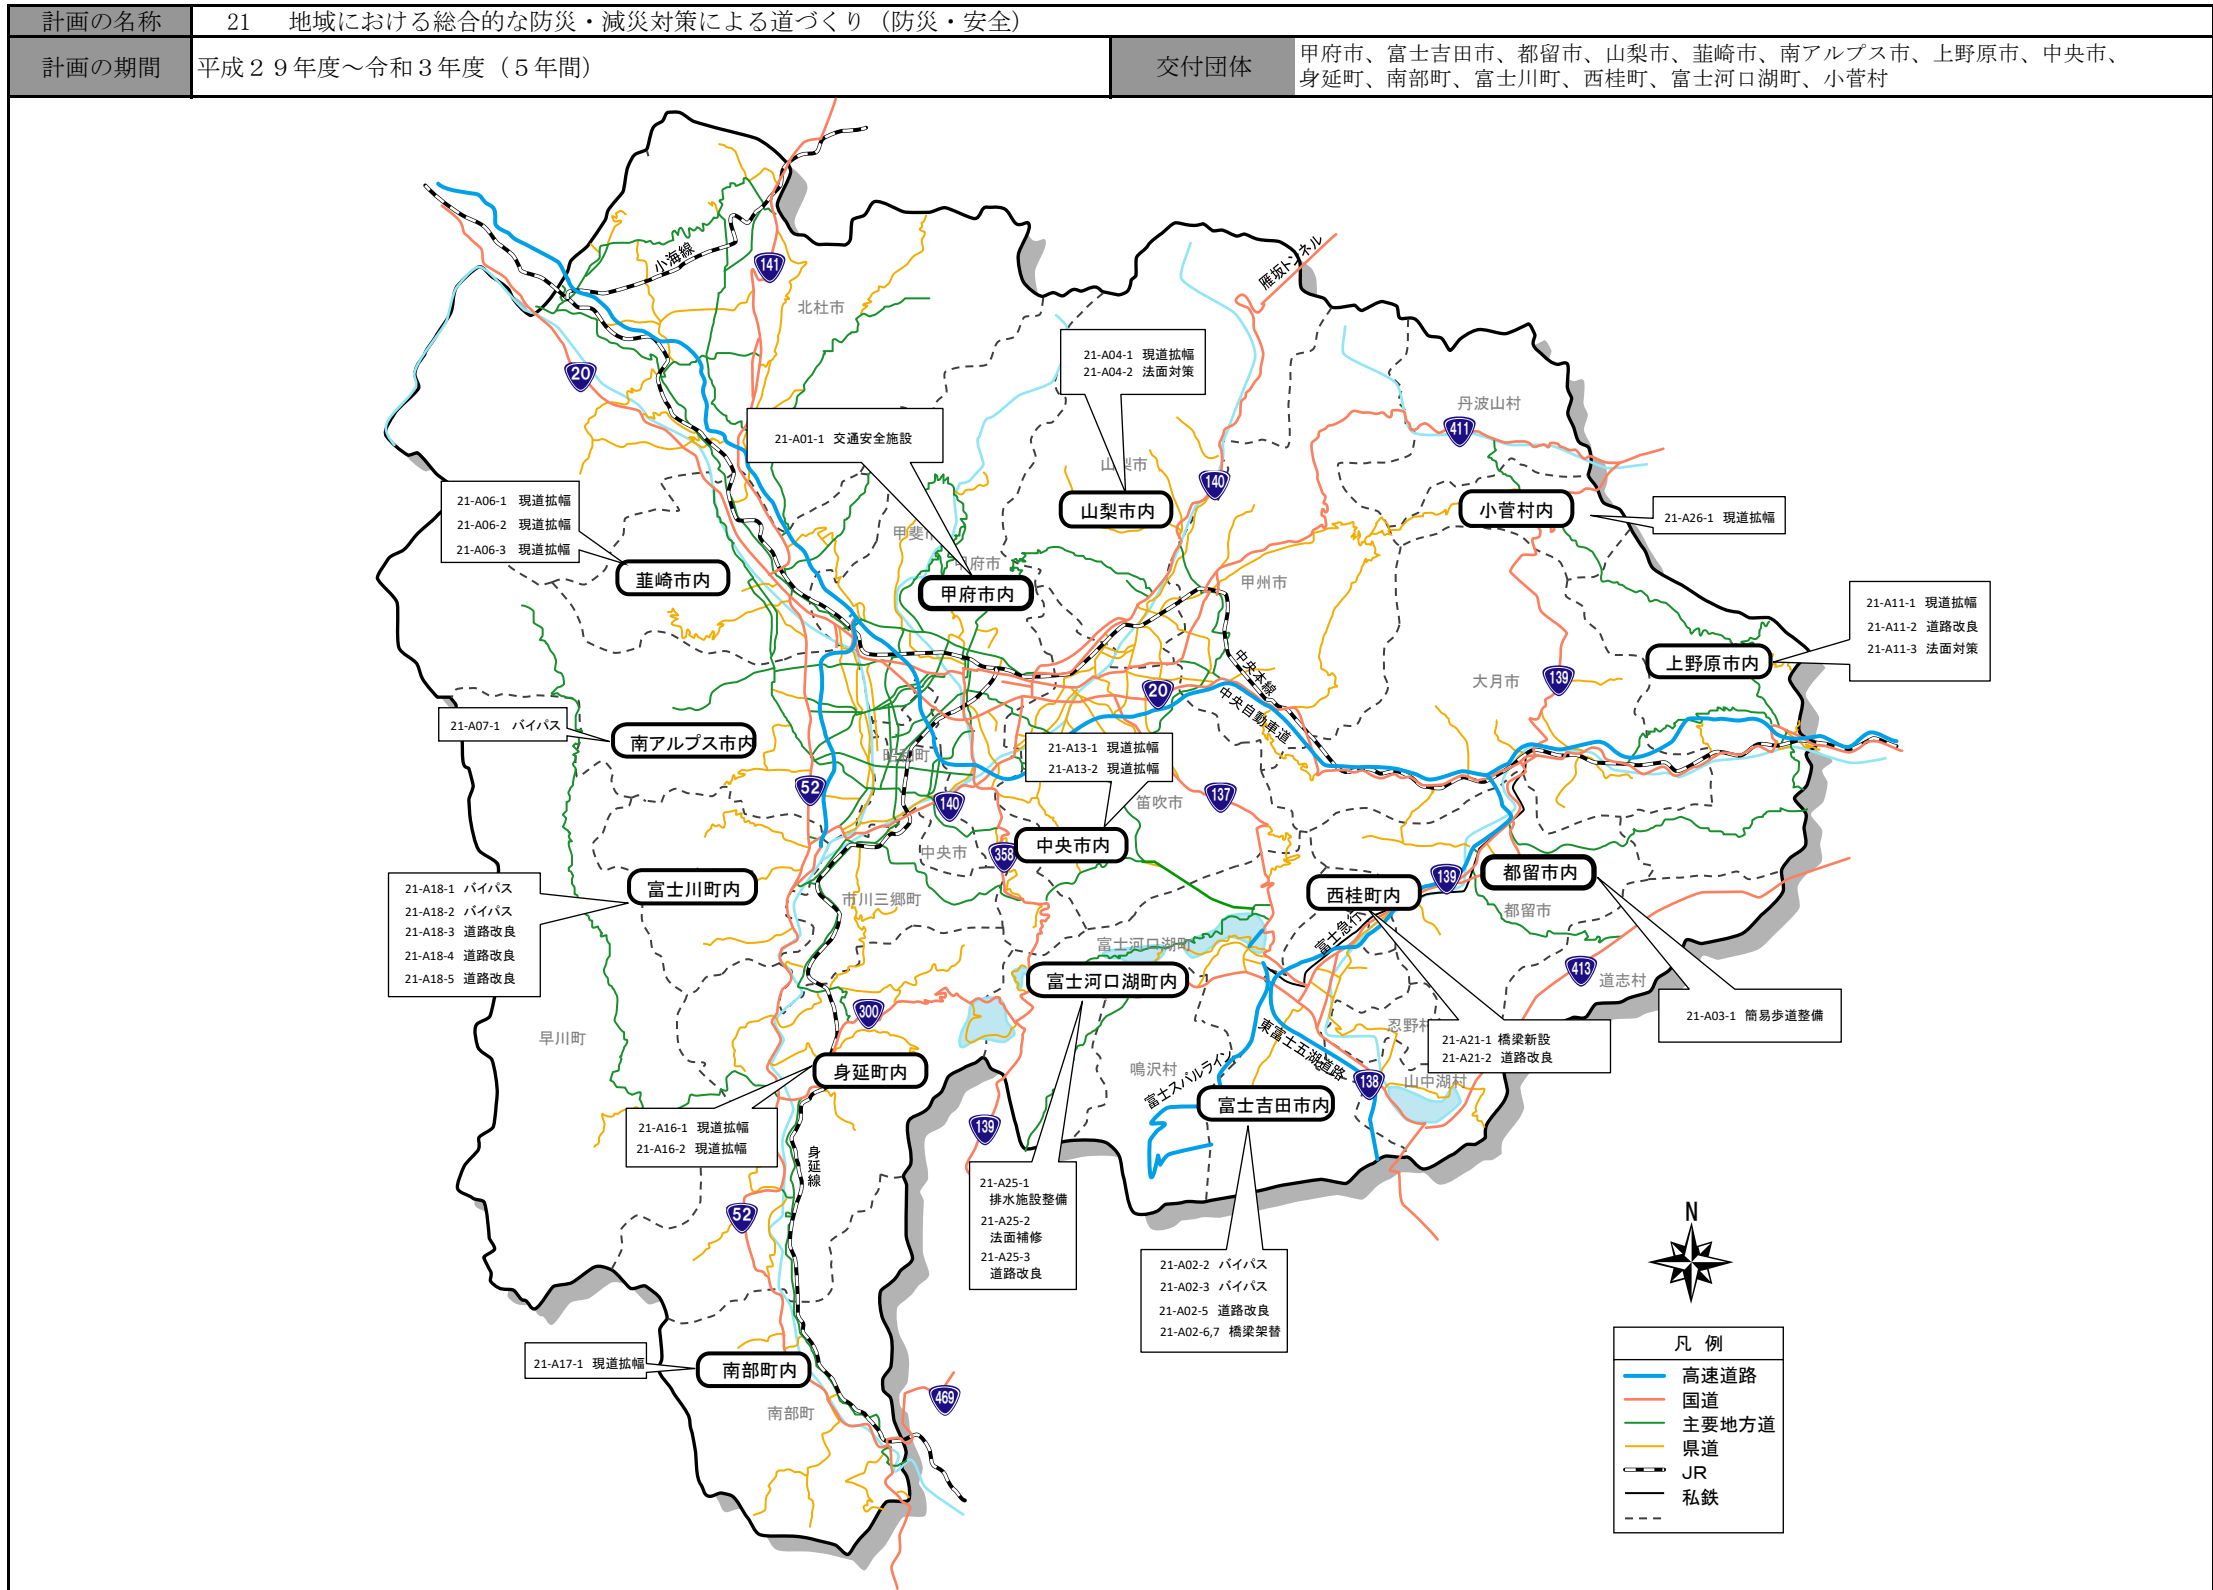 計画の名称
21　地域における総合的な防災・減災対策による道づくり（防災・安全）
計画の期間
平成２９年度～令和３年度（５年間）
交付団体
甲府市、富士吉田市、都留市、山梨市、韮崎市、南アルプス市、上野原市、中央市、
身延町、南部町、富士川町、西桂町、富士河口湖町、小菅村
小海線
141
北杜市
雁坂トンネル
20
21-A04-1 現道拡幅
21-A04-2 法面対策
丹波山村
411
21-A01-1 交通安全施設
山梨市
140
山梨市内
小菅村内
21-A26-1 現道拡幅
21-A06-1 現道拡幅
21-A06-2 現道拡幅
21-A06-3 現道拡幅
韮崎市内
甲斐市
甲府市
甲府市内
甲州市
21-A11-1 現道拡幅
21-A11-2 道路改良
21-A11-3 法面対策
上野原市内
大月市
139
中央本線
中央自動車道
20
21-A07-1 バイパス
南アルプス市内
昭和町
21-A13-1 現道拡幅
21-A13-2 現道拡幅
52
140
笛吹市
137
中央市
358
中央市内
21-A18-1 バイパス
21-A18-2 バイパス
21-A18-3 道路改良
21-A18-4 道路改良
21-A18-5 道路改良
富士川町内
市川三郷町
西桂町内
139
都留市内
都留市
富士急行
富士河口湖町
富士河口湖町内
413
道志村
300
早川町
忍野村
21-A21-1 橋梁新設
21-A21-2 道路改良
21-A03-1 簡易歩道整備
身延町内
鳴沢村
富士スバルライン
東富士五湖道路
138
山中湖村
富士吉田市内
21-A16-1 現道拡幅
21-A16-2 現道拡幅
139
身延線
21-A25-1
排水施設整備
21-A25-2
法面補修
21-A25-3
道路改良
52
21-A02-2 バイパス
21-A02-3 バイパス
21-A02-5 道路改良
21-A02-6,7 橋梁架替
N
21-A17-1 現道拡幅
南部町内
南部町
469
凡 例
高速道路
国道
主要地方道
県道
JR
私鉄